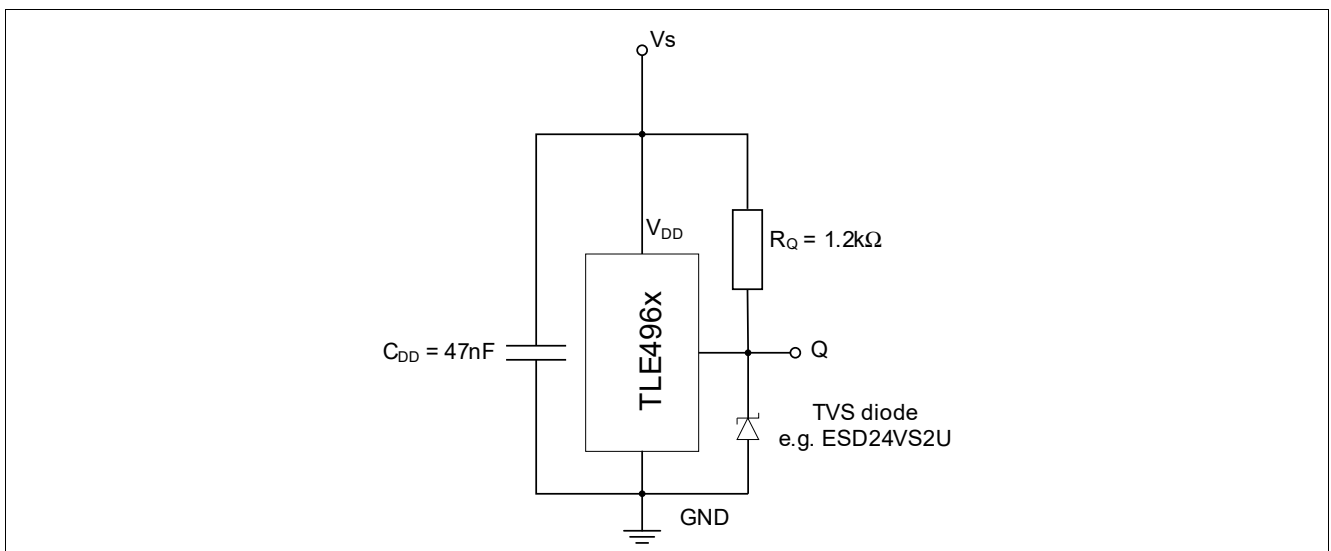 Vs
VDD
RQ = 1.2kΩ
TLE496x
CDD = 47nF
Q
TVS diode
e.g. ESD24VS2U
GND